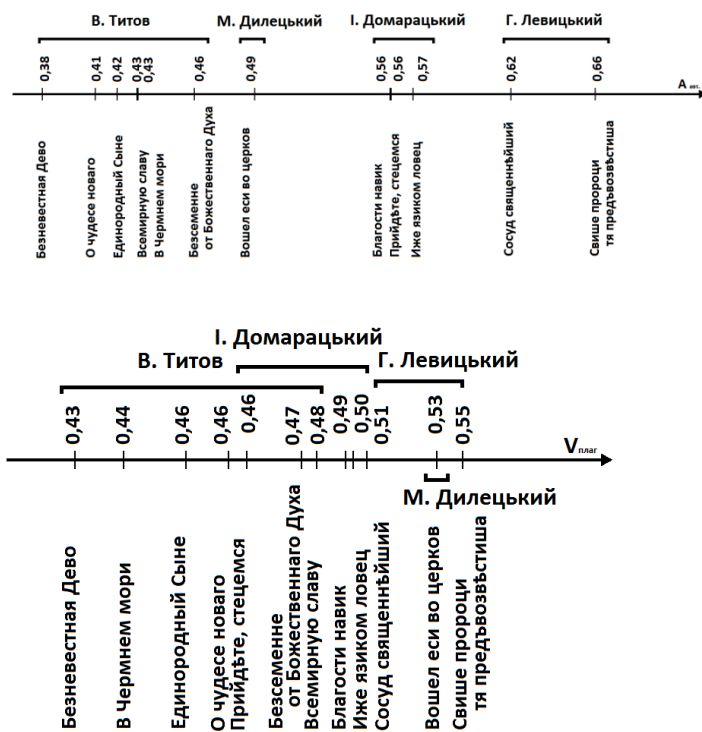 В. Титов
М. Дилецький
І. Домарацький
Г. Левицький
0,38
0,41
0,42
0,43
0,43
0,46
0,49
0,56
0,56
0,57
0,62
0,66
А авт.
Безневестная Дево
О чудесе новаго
Единородный Сыне
Всемирную славу
В Чермнем мори
Безсеменне
от Божественнаго Духа
Вошел еси во церков
Благости навик
Прийдѣте, стецемся
Иже язиком ловец
Сосуд священнѣйший
Свише пророци
тя предъвозвѣстиша
І. Домарацький
В. Титов
Г. Левицький
0,43
0,44
0,46
0,46
0,46
0,47
0,48
0,49
0,50
0,51
0,53
0,55
Vплаг
М. Дилецький
Безневестная Дево
В Чермнем мори
Единородный Сыне
О чудесе новаго
Прийдѣте, стецемся
Безсеменне
от Божественнаго Духа
Всемирную славу
Благости навик
Иже язиком ловец
Сосуд священнѣйший
Вошел еси во церков
Свише пророци
тя предъвозвѣстиша